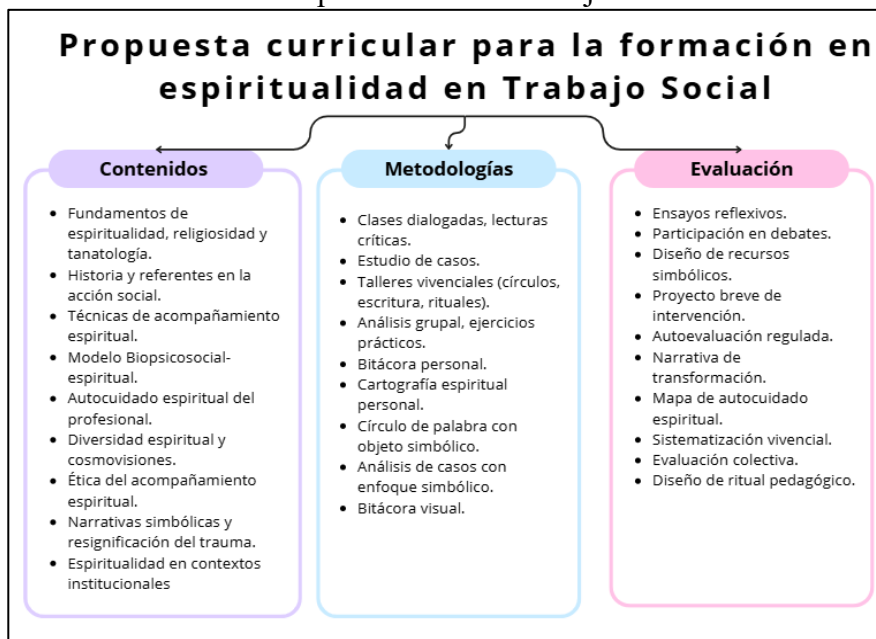 Propuesta curricular para la formación en
espiritualidad en Trabajo Social
Contenidos
• Fundamentos de
espiritualidad, religiosidad y
tanatología.
• Historia y referentes en la
acción social.
• Técnicas de acompañamiento
espiritual.
• Modelo Biopsicosocial-
espiritual.
• Autocuidado espiritual del
profesional.
• Diversidad espiritual y
cosmovisiones.
• Ética del acompañamiento
espiritual.
• Narrativas simbólicas y
resignificación del trauma.
• Espiritualidad en contextos
institucionales
Metodologías
• Clases dialogadas, lecturas
críticas.
• Estudio de casos.
• Talleres vivenciales (círculos,
escritura, rituales).
• Análisis grupal, ejercicios
prácticos.
• Bitácora personal.
• Cartografía espiritual
personal.
• Círculo de palabra con
objeto simbólico.
• Análisis de casos con
enfoque simbólico.
• Bitácora visual.
Evaluación
• Ensayos reflexivos.
• Participación en debates.
• Diseño de recursos
simbólicos.
• Proyecto breve de
intervención.
• Autoevaluación regulada.
• Narrativa de
transformación.
• Mapa de autocuidado
espiritual.
• Sistematización vivencial.
• Evaluación colectiva.
• Diseño de ritual pedagógico.